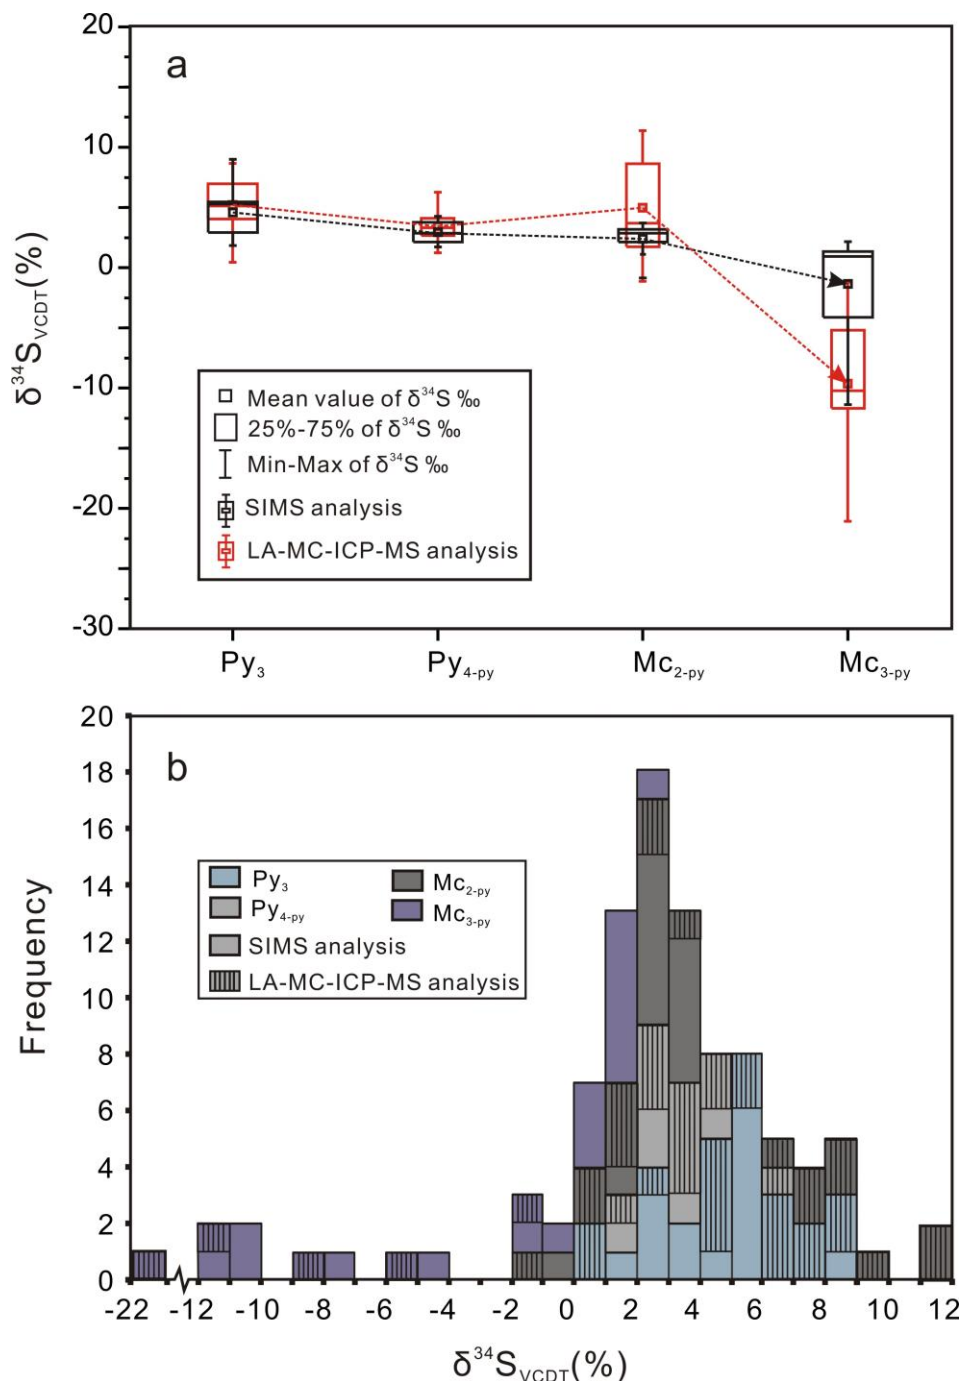 a
20
10
0
-10
-20
-30
δ³⁴S_VCDT(%)
Mean value of δ³⁴S ‰
25%-75% of δ³⁴S ‰
Min-Max of δ³⁴S ‰
SIMS analysis
LA-MC-ICP-MS analysis
Py₃ Py₄₋py Mc₂₋py Mc₃₋py
b
20
18
16
14
12
10
8
6
4
2
0
Frequency
Py₃ Mc₂₋py
Py₄₋py Mc₃₋py
SIMS analysis
LA-MC-ICP-MS analysis
-22 -12 -10 -8 -6 -4 -2 0 2 4 6 8 10 12
δ³⁴S_VCDT(%)